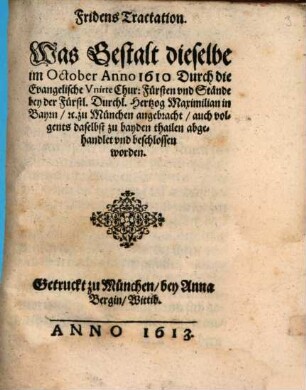 Fridens Tractation.
Was Gestalt dieselbe
im October Anno 1610 Durch die
Evangelische Vnirte Chur: Fürsten vnd Stände
bey der Fürstl. Durchl. Hertzog Maximilian in
Bayrn / ꝛc. zu München angebracht / auch vol-
gents daselbst zu bayden thailen abge-
handlet vnd beschlossen
worden.
Getruckt zu München / bey Anna
Bergin / Wittib.
ANNO 1613.